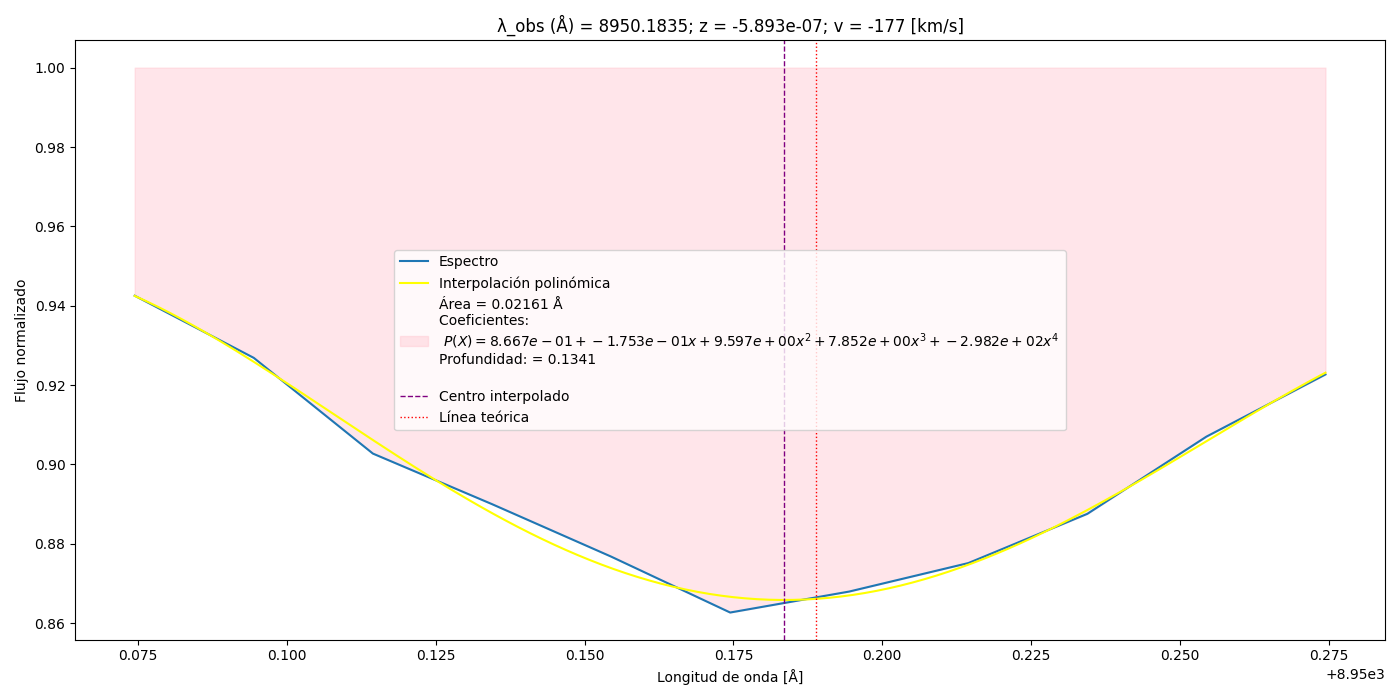 λ_obs (Å) = 8950.1835; z = -5.893e-07; v = -177 [km/s]
Flujo normalizado
1.00
0.98
0.96
0.94
0.92
0.90
0.88
0.86
Espectro
Interpolación polinómica
Área = 0.02161 Å
Coeficientes:
P(X) = 8.667e − 01 + −1.753e − 01x + 9.597e + 00x² + 7.852e + 00x³ + −2.982e + 02x⁴
Profundidad: = 0.1341
Centro interpolado
Línea teórica
0.075 0.100 0.125 0.150 0.175 0.200 0.225 0.250 0.275
+8.95e3
Longitud de onda [Å]